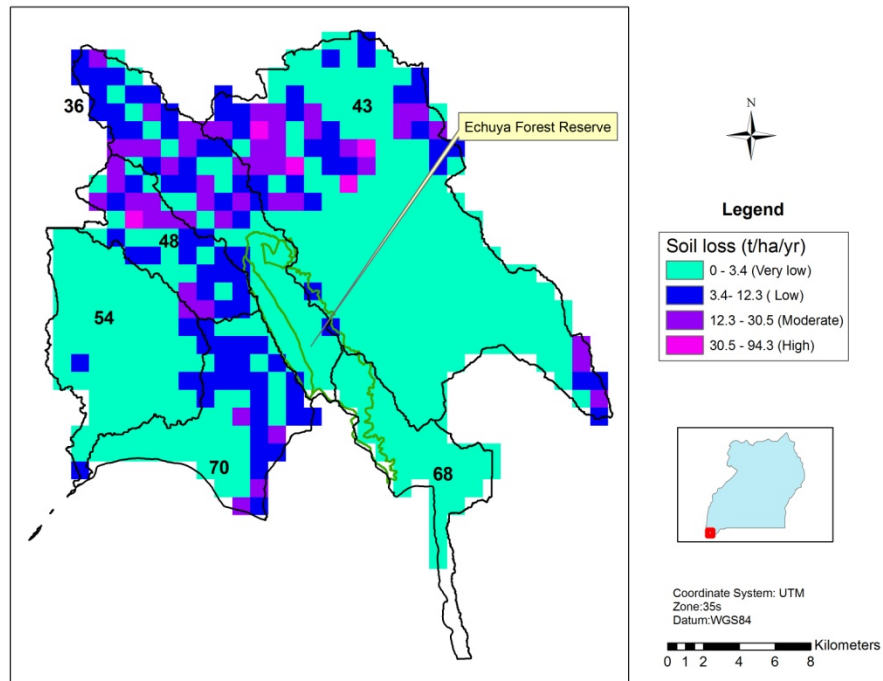 36
43
Echuya Forest Reserve
48
54
70
68
N
Legend
Soil loss (t/ha/yr)
0 - 3.4 (Very low)
3.4- 12.3 ( Low)
12.3 - 30.5 (Moderate)
30.5 - 94.3 (High)
Coordinate System: UTM
Zone:35s
Datum:WGS84
Kilometers
0 1 2 4 6 8